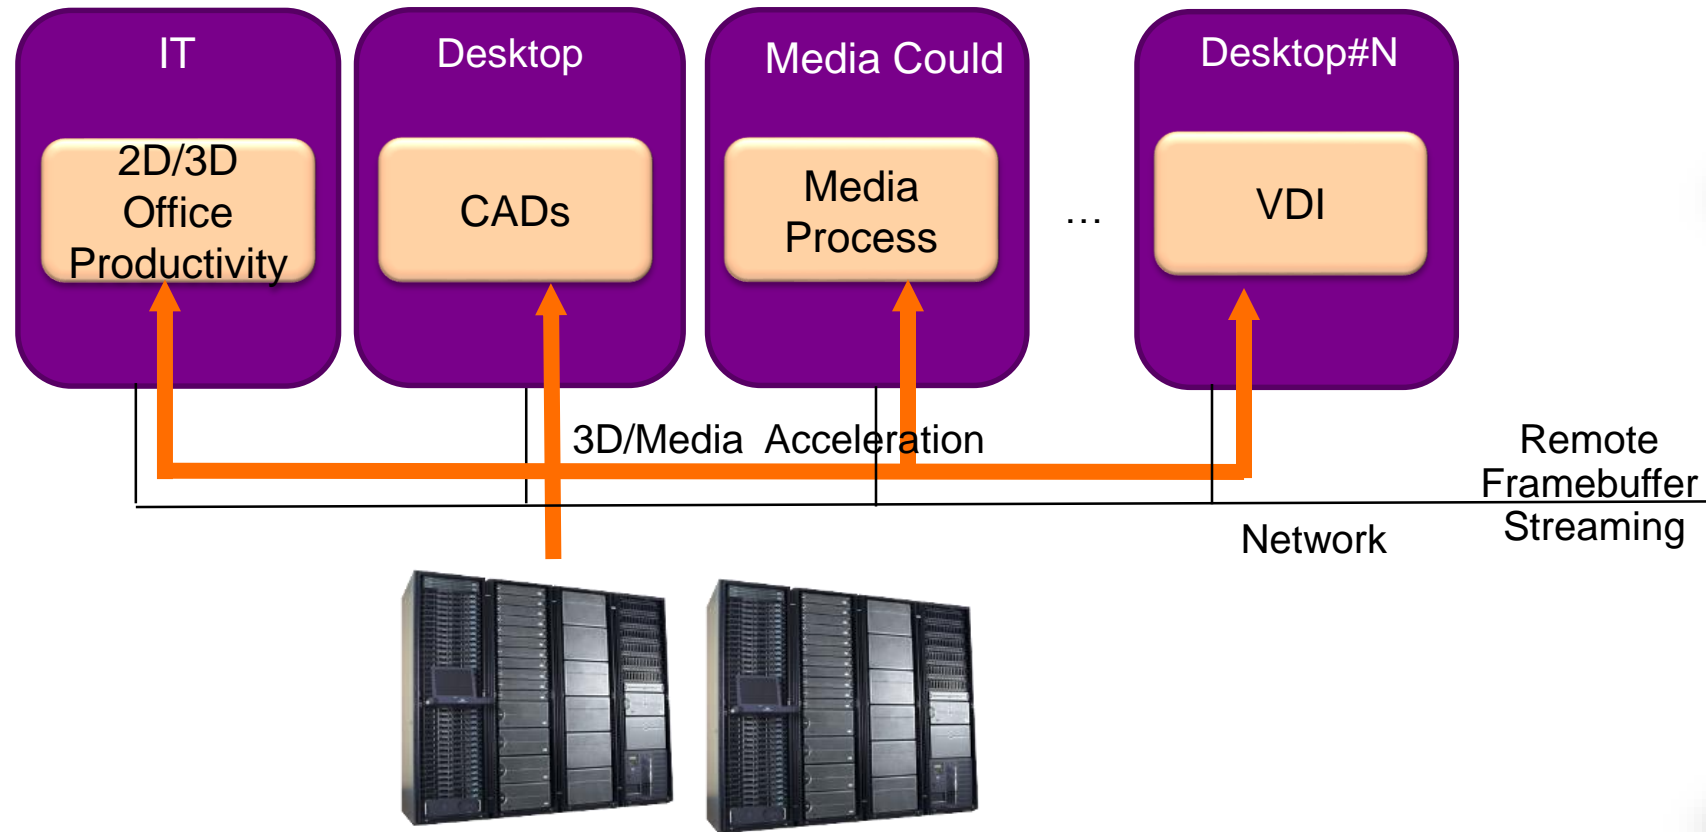 IT
Desktop
Media Could
Desktop#N
2D/3D
Office
Productivity
CADs
Media
Process
...
VDI
3D/Media  Acceleration
Remote
Framebuffer
Streaming
Network